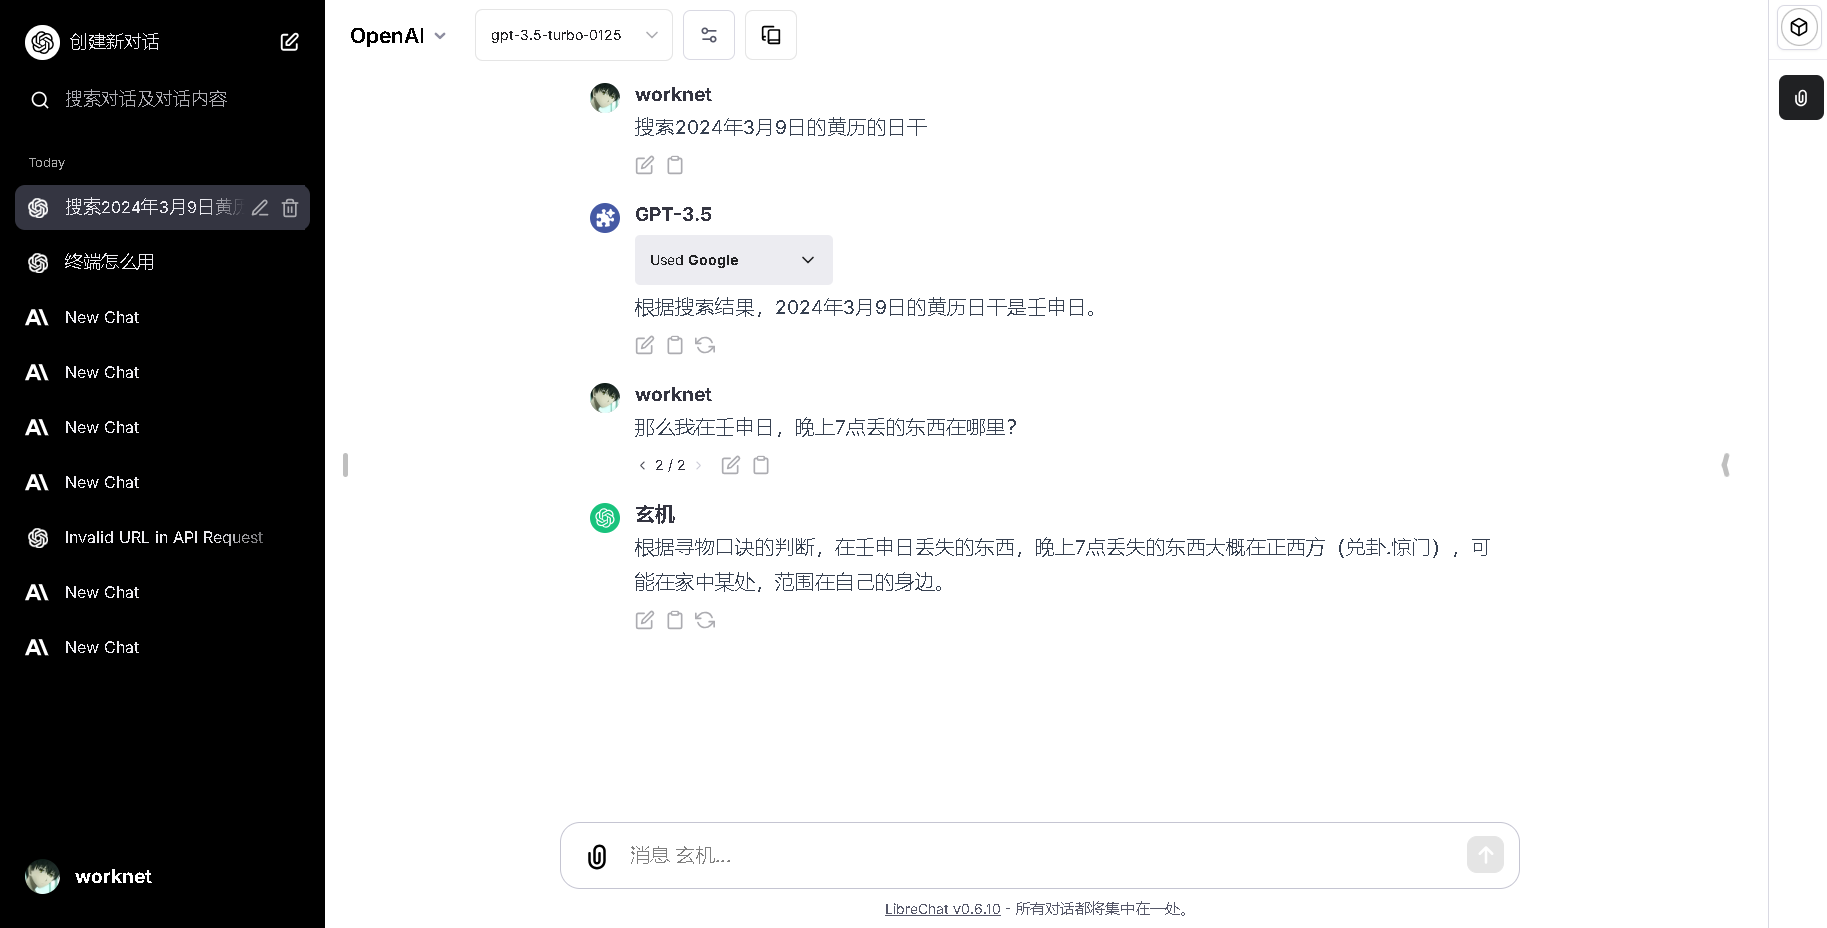 创建新对话
搜索对话及对话内容
Today
搜索2024年3月9日黄历
终端怎么用
New Chat
New Chat
New Chat
New Chat
Invalid URL in API Request
New Chat
New Chat
worknet
OpenAI
gpt-3.5-turbo-0125
worknet
搜索2024年3月9日的黄历的日干
GPT-3.5
Used Google
根据搜索结果，2024年3月9日的黄历日干是壬申日。
worknet
那么我在壬申日，晚上7点丢的东西在哪里？
2 / 2
玄机
根据寻物口诀的判断，在壬申日丢失的东西，晚上7点丢失的东西大概在正西方（兑卦.惊门），可
能在家中某处，范围在自己的身边。
消息 玄机...
LibreChat v0.6.10 - 所有对话都将集中在一处。